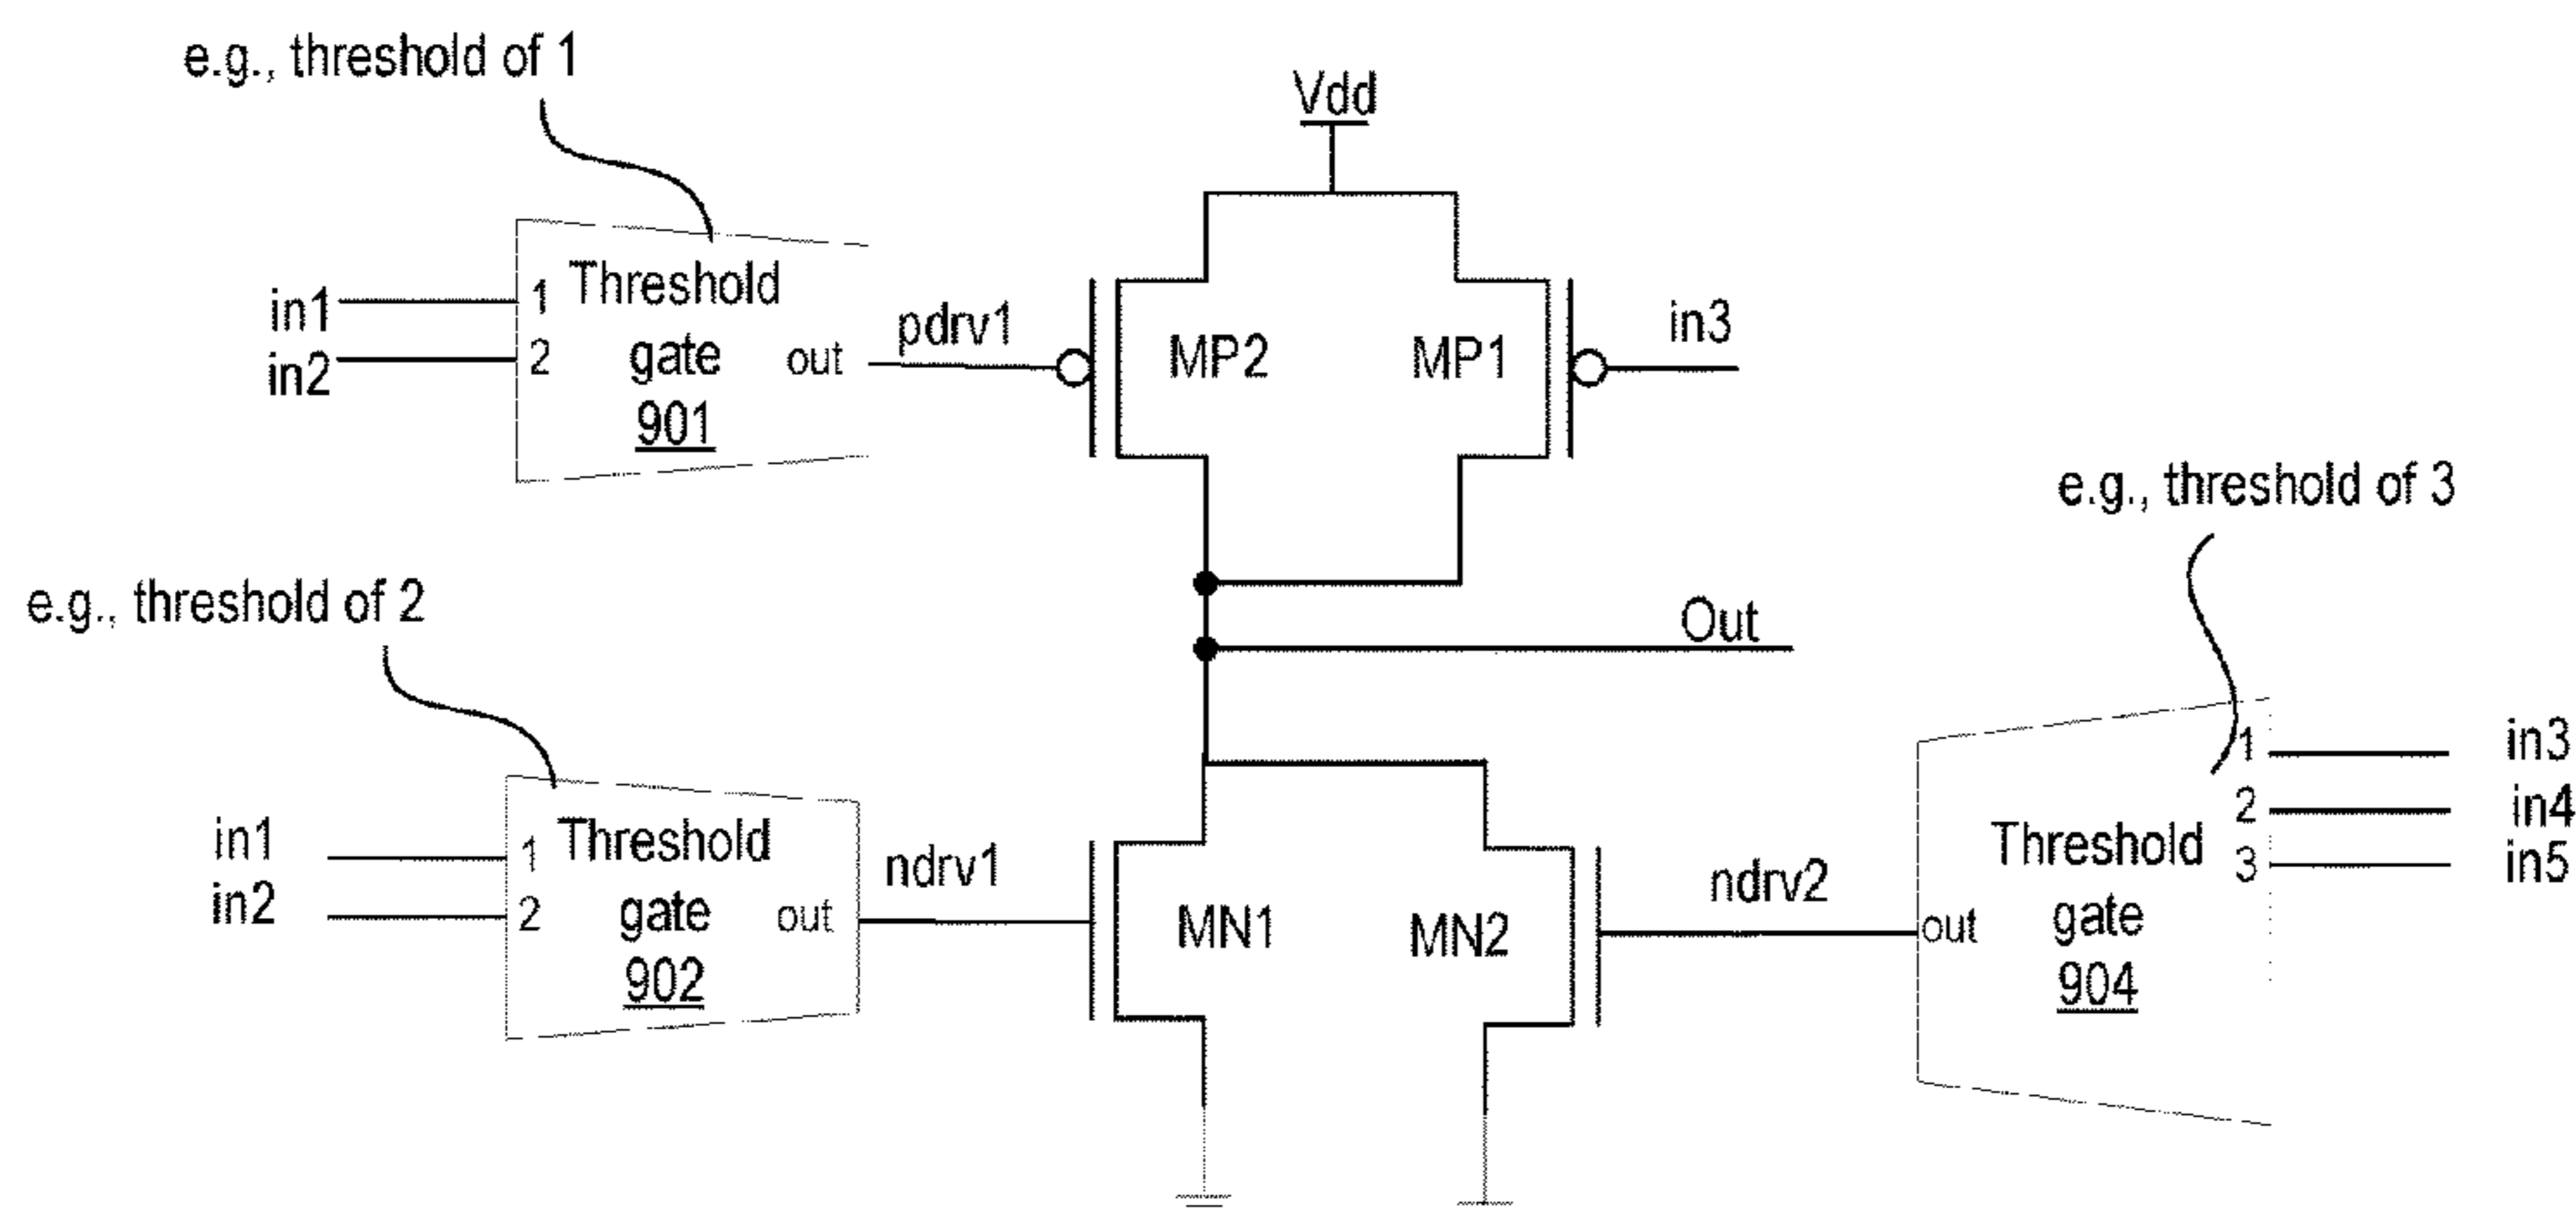 e.g., threshold of 1
Vdd
in1
in2
1
2
Threshold
gate
901
out
pdrv1
MP2
MP1
in3
e.g., threshold of 3
e.g., threshold of 2
Out
in1
in2
1
2
Threshold
gate
902
out
ndrv1
MN1
MN2
ndrv2
out
Threshold
gate
904
1
2
3
in3
in4
in5